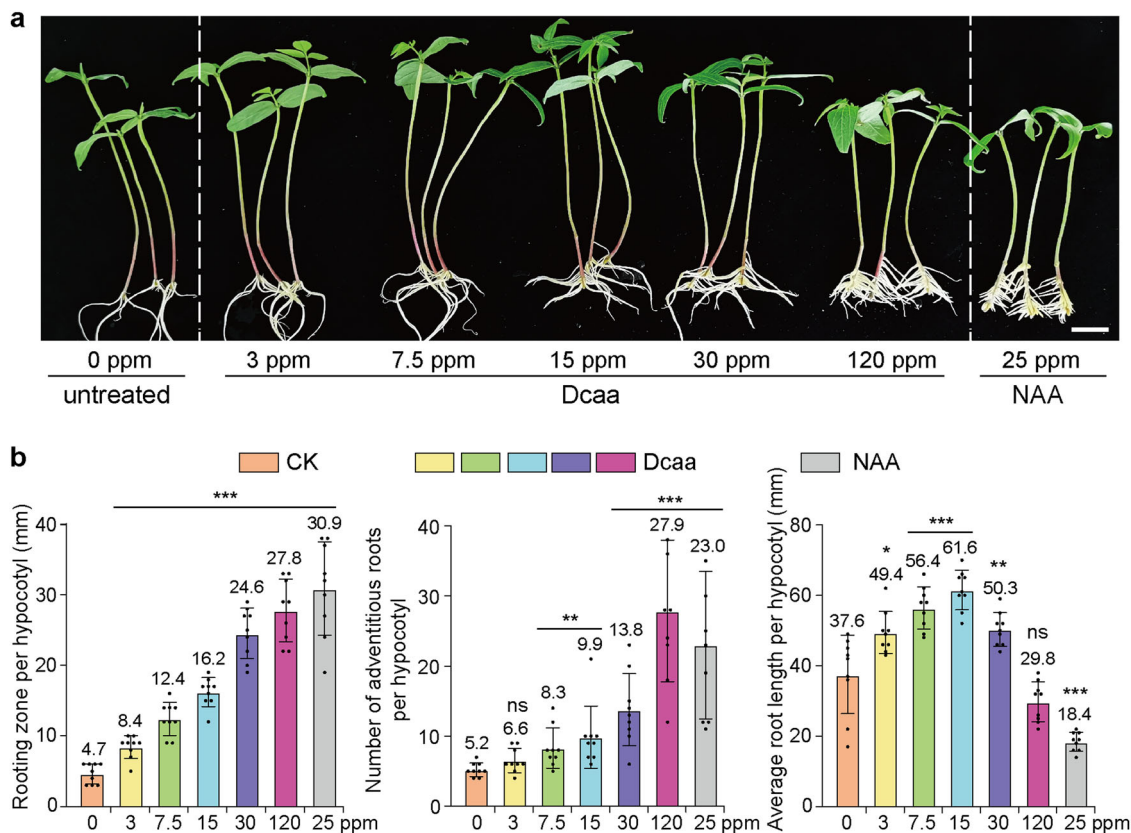 a
0 ppm 3 ppm 7.5 ppm 15 ppm 30 ppm 120 ppm 25 ppm
untreated Dcaa NAA
b
CK Dcaa NAA
Rooting zone per hypocotyl (mm)
40
30
20
10
0
***
4.7 8.4 12.4 16.2 24.6 27.8 30.9
0 3 7.5 15 30 120 25 ppm
Number of adventitious roots
per hypocotyl
40
30
20
10
0
ns ** ***
5.2 6.6 8.3 9.9 13.8 27.9 23.0
0 3 7.5 15 30 120 25 ppm
Average root length per hypocotyl (mm)
80
60
40
20
0
* *** ** ns ***
37.6 49.4 56.4 61.6 50.3 29.8 18.4
0 3 7.5 15 30 120 25 ppm